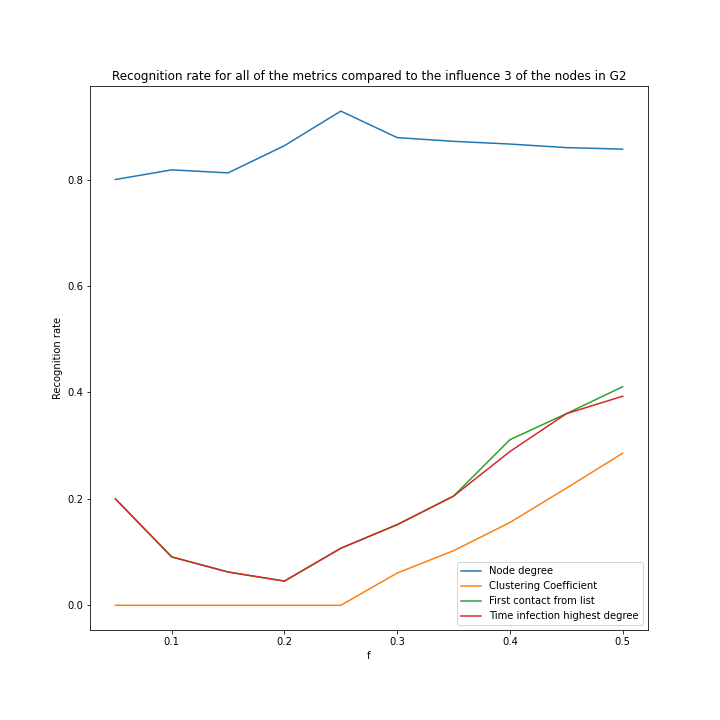 Recognition rate for all of the metrics compared to the influence 3 of the nodes in G2
Recognition rate
0.8
0.6
0.4
0.2
0.0
0.1
0.2
0.3
0.4
0.5
f
Node degree
Clustering Coefficient
First contact from list
Time infection highest degree